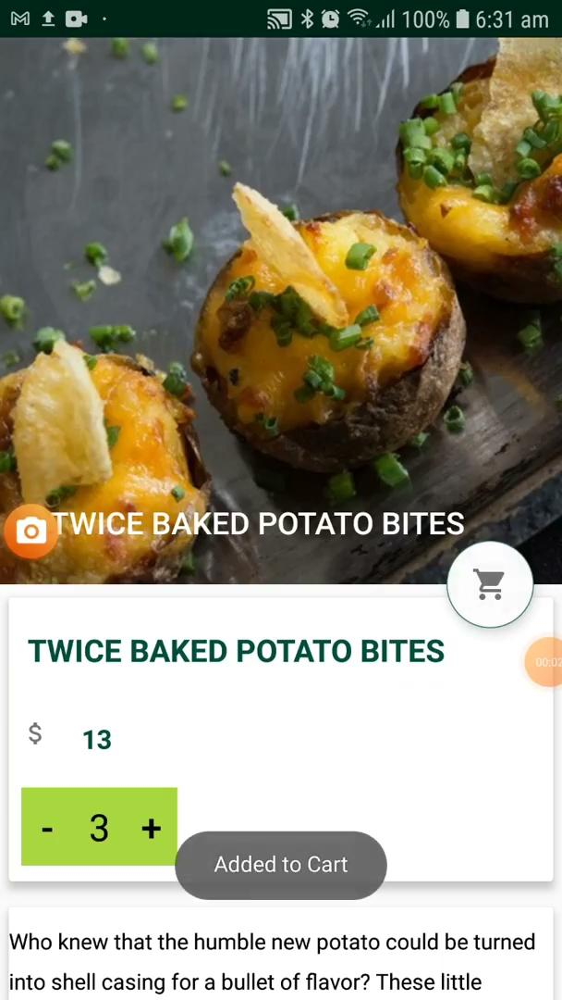 100% 6:31 am
TWICE BAKED POTATO BITES
TWICE BAKED POTATO BITES
00:02
$ 13
- 3 +
Added to Cart
Who knew that the humble new potato could be turned
into shell casing for a bullet of flavor? These little